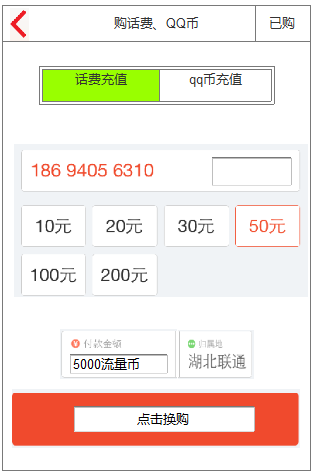 购话费、QQ币 已购
话费充值 qq币充值
186 9405 6310
10元 20元 30元 50元
100元 200元
付款金额 归属地
5000流量币 湖北联通
点击换购